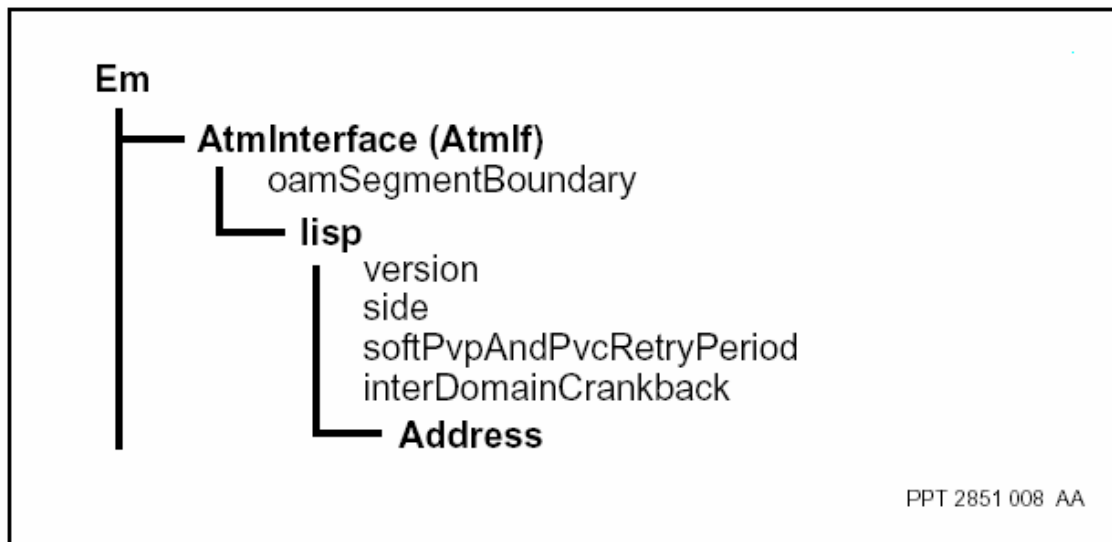 Em
AtmInterface (AtmIf)
oamSegmentBoundary
Iisp
version
side
softPvpAndPvcRetryPeriod
interDomainCrankback
Address
PPT 2851 008 AA